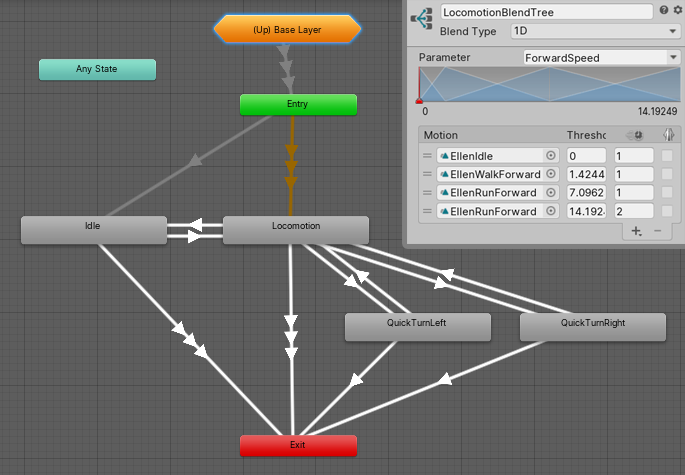 LocomotionBlendTree
Blend Type
1D
(Up) Base Layer
Any State
Parameter
ForwardSpeed
Entry
0
14.19249
Motion
Thresho
EllenIdle
0
1
EllenWalkForward
1.4244
1
EllenRunForward
7.0962
1
EllenRunForward
14.192
2
Idle
Locomotion
QuickTurnLeft
QuickTurnRight
Exit